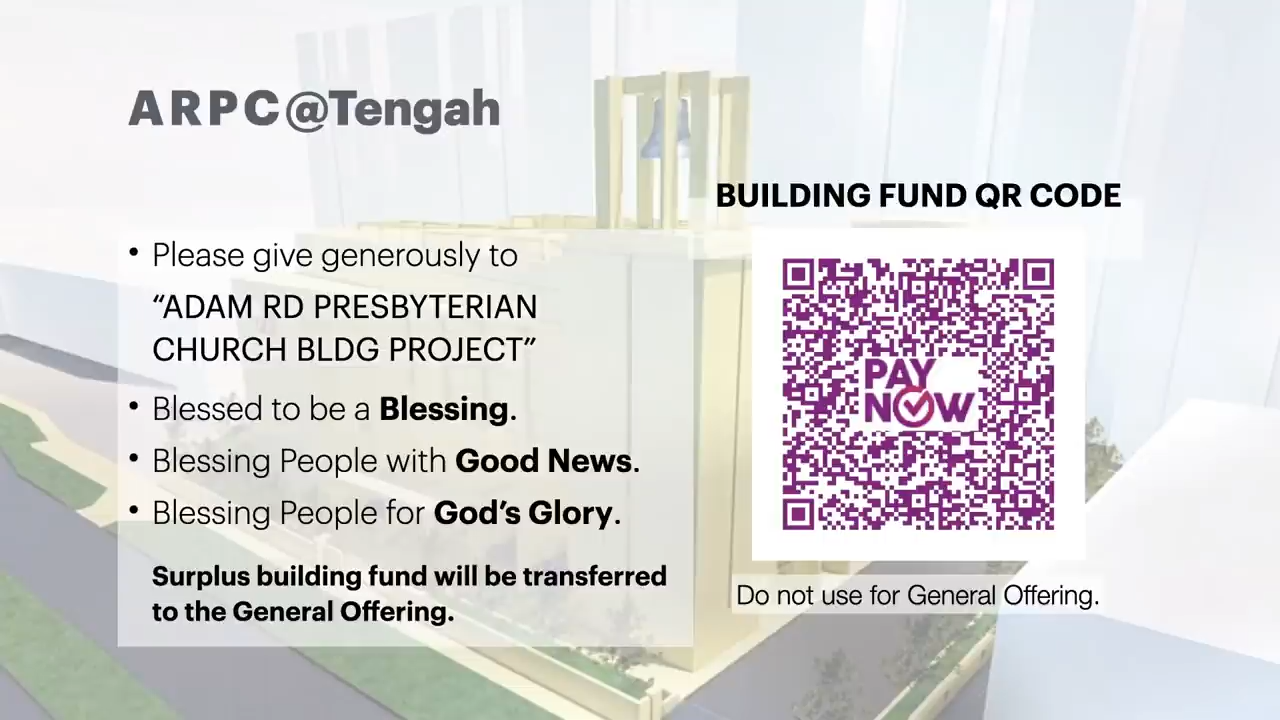 ARPC@Tengah
BUILDING FUND QR CODE
• Please give generously to
“ADAM RD PRESBYTERIAN
CHURCH BLDG PROJECT”
• Blessed to be a Blessing.
• Blessing People with Good News.
• Blessing People for God’s Glory.
Surplus building fund will be transferred
to the General Offering.
PAY
NOW
Do not use for General Offering.